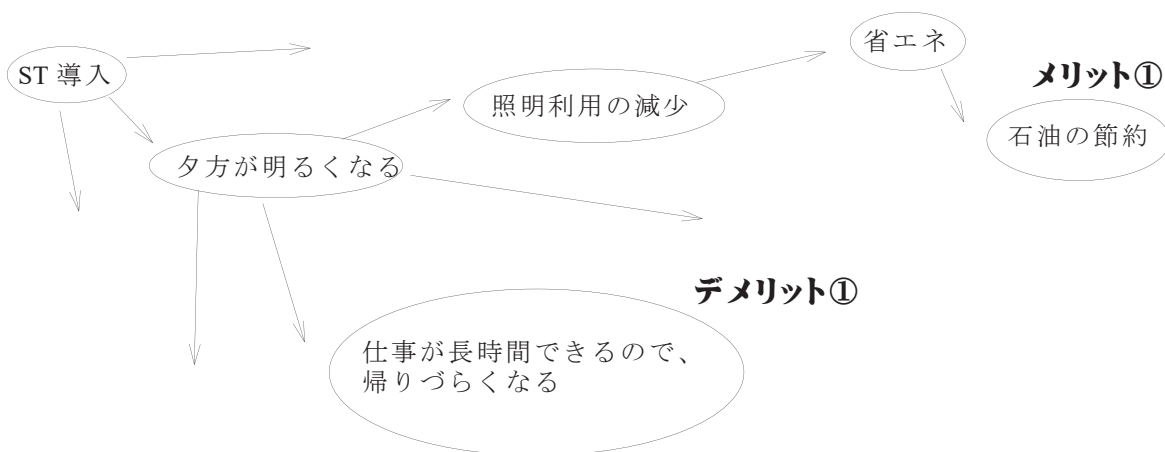 省エネ
メリット①
ST 導入
照明利用の減少
石油の節約
夕方が明るくなる
デメリット①
仕事が長時間できるので、
帰りづらくなる